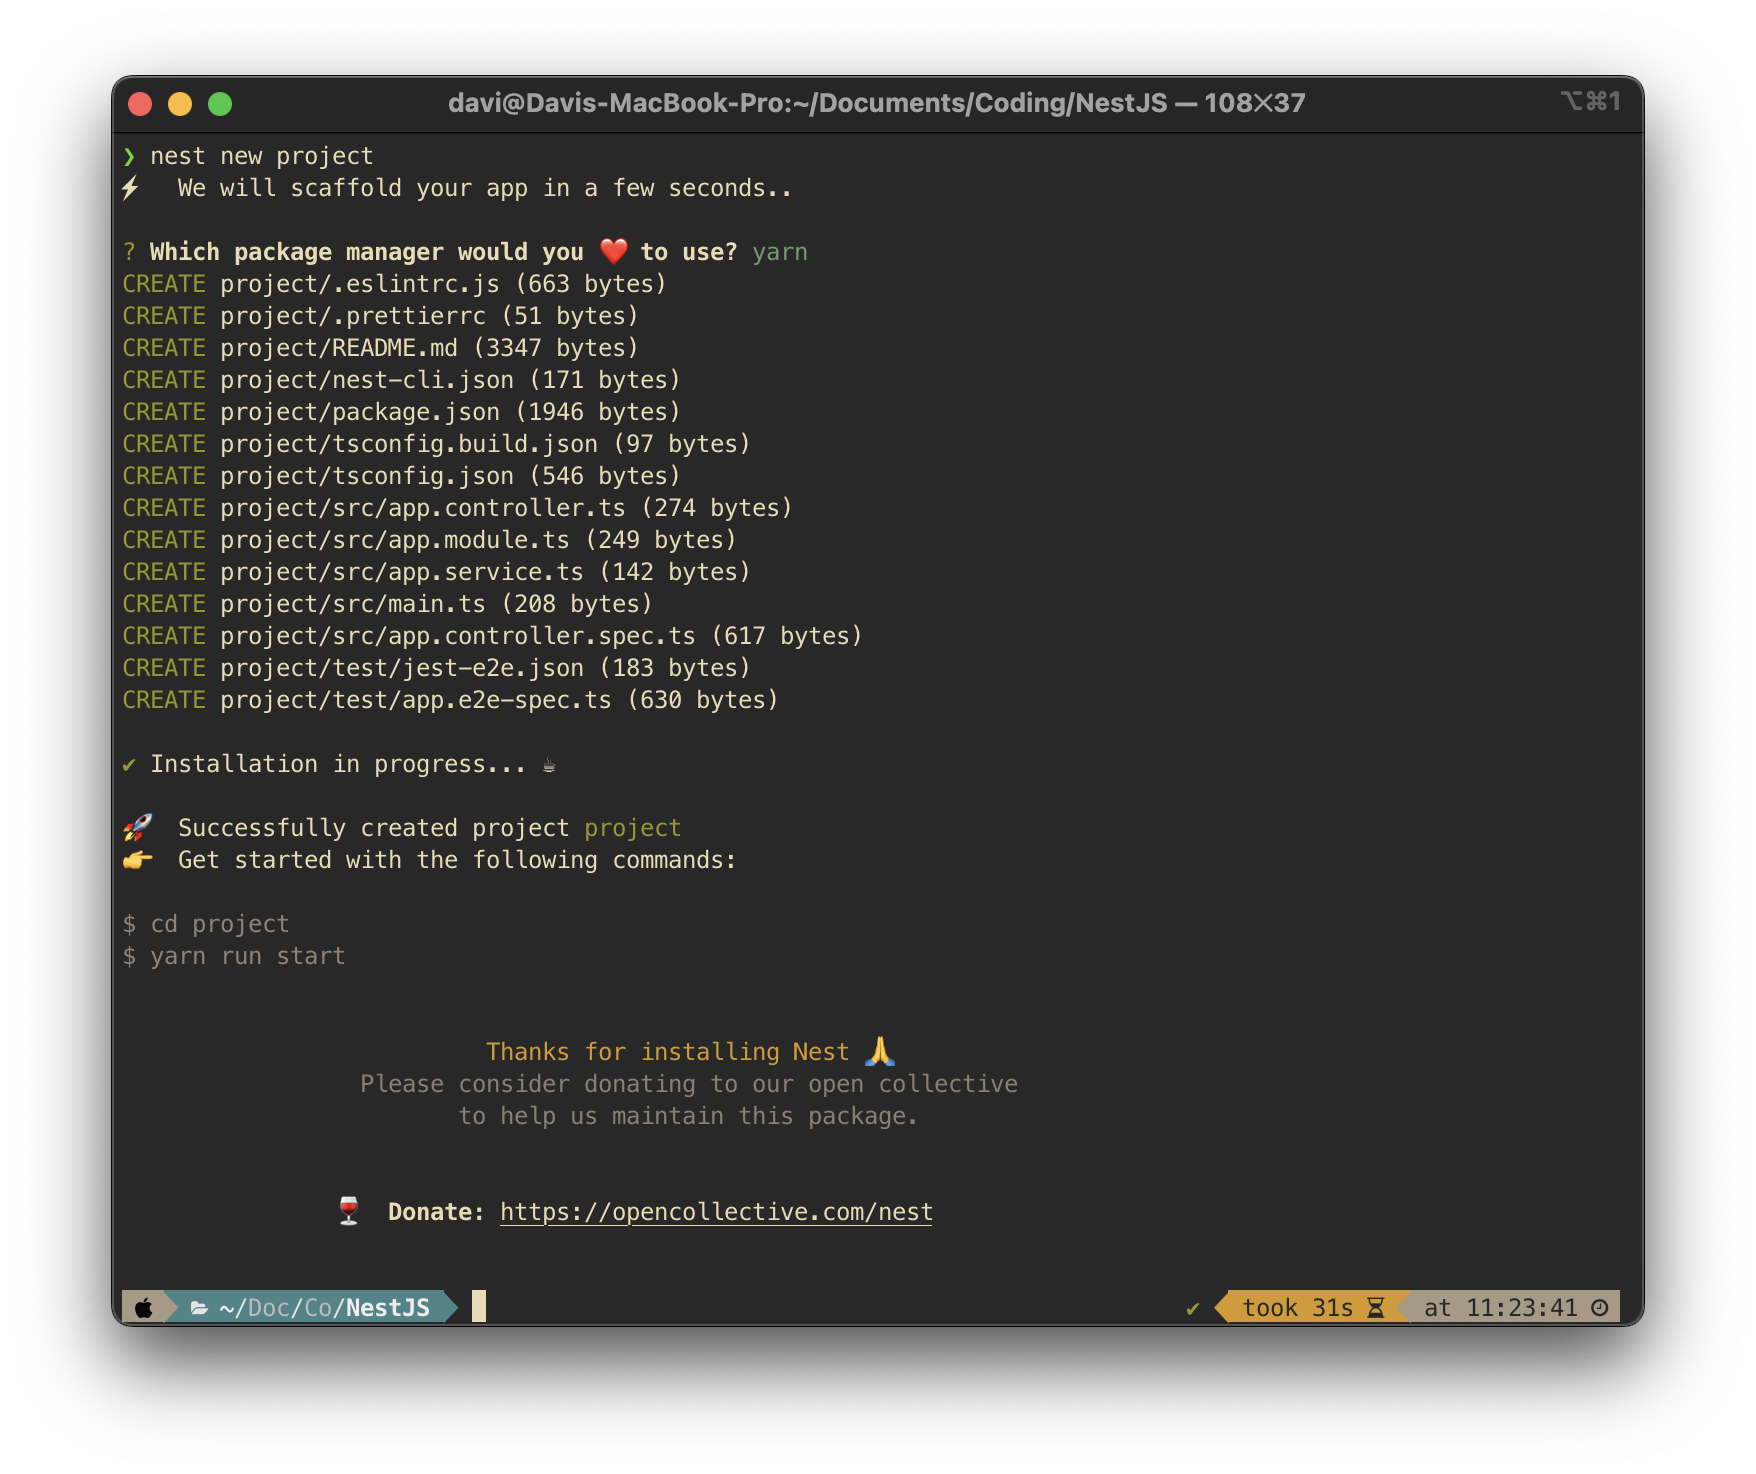 davi@Davis-MacBook-Pro:~/Documents/Coding/NestJS — 108✕37
⌥⌘1
❯ nest new project
⚡ We will scaffold your app in a few seconds..
? Which package manager would you ❤️ to use? yarn
CREATE project/.eslintrc.js (663 bytes)
CREATE project/.prettierrc (51 bytes)
CREATE project/README.md (3347 bytes)
CREATE project/nest-cli.json (171 bytes)
CREATE project/package.json (1946 bytes)
CREATE project/tsconfig.build.json (97 bytes)
CREATE project/tsconfig.json (546 bytes)
CREATE project/src/app.controller.ts (274 bytes)
CREATE project/src/app.module.ts (249 bytes)
CREATE project/src/app.service.ts (142 bytes)
CREATE project/src/main.ts (208 bytes)
CREATE project/src/app.controller.spec.ts (617 bytes)
CREATE project/test/jest-e2e.json (183 bytes)
CREATE project/test/app.e2e-spec.ts (630 bytes)
✔ Installation in progress... ☕
🚀 Successfully created project project
👉 Get started with the following commands:
$ cd project
$ yarn run start
Thanks for installing Nest 🙏
Please consider donating to our open collective
to help us maintain this package.
🍷 Donate: https://opencollective.com/nest
~/Doc/Co/NestJS
✔ took 31s at 11:23:41